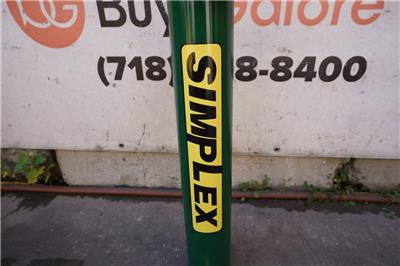 Buy Galore
(718) 8-8400
SIMPLEX